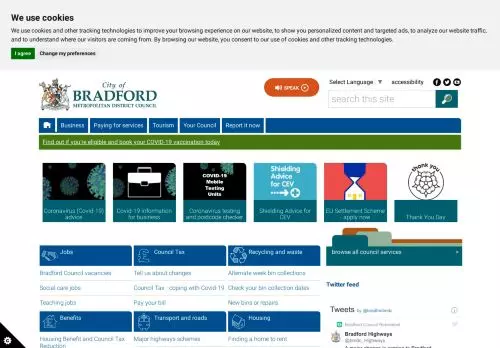 We use cookies
We use cookies and other tracking technologies to improve your browsing experience on our website, to show you personalized content and targeted ads, to analyze our website traffic,
and to understand where our visitors are coming from. By browsing our website, you consent to our use of cookies and other tracking technologies.
I agree Change my preferences
City of
BRADFORD
METROPOLITAN DISTRICT COUNCIL
SPEAK
Select Language accessibility
search this site
Business Paying for services Tourism Your Council Report it now
Find out if you're eligible and book your COVID-19 vaccination today
COVID-19
Mobile
Testing
Units
Shielding
Advice
for CEV
Thank you
Coronavirus (Covid-19)
advice
Covid-19 information
for business
Coronavirus testing
and postcode checker
Shielding Advice for
CEV
EU Settlement Scheme
apply now
Thank You Day
browse all council services
Jobs Council Tax Recycling and waste
Bradford Council vacancies Tell us about changes Alternate week bin collections
Social care jobs Council Tax - coping with Covid-19 Check your bin collection dates
Teaching jobs Pay your bill New bins or repairs
Benefits Transport and roads Housing
Housing Benefit and Council Tax
Reduction
Major highways schemes Finding a home to rent
Twitter feed
Tweets
Bradford Highways